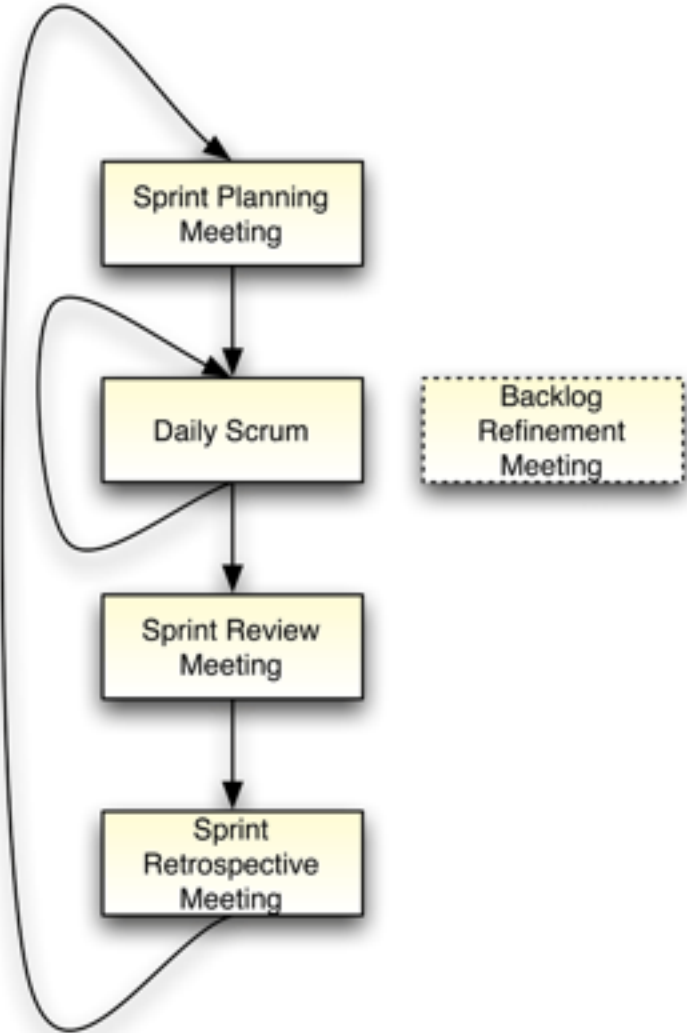 Sprint Planning
Meeting
Daily Scrum
Backlog
Refinement
Meeting
Sprint Review
Meeting
Sprint
Retrospective
Meeting